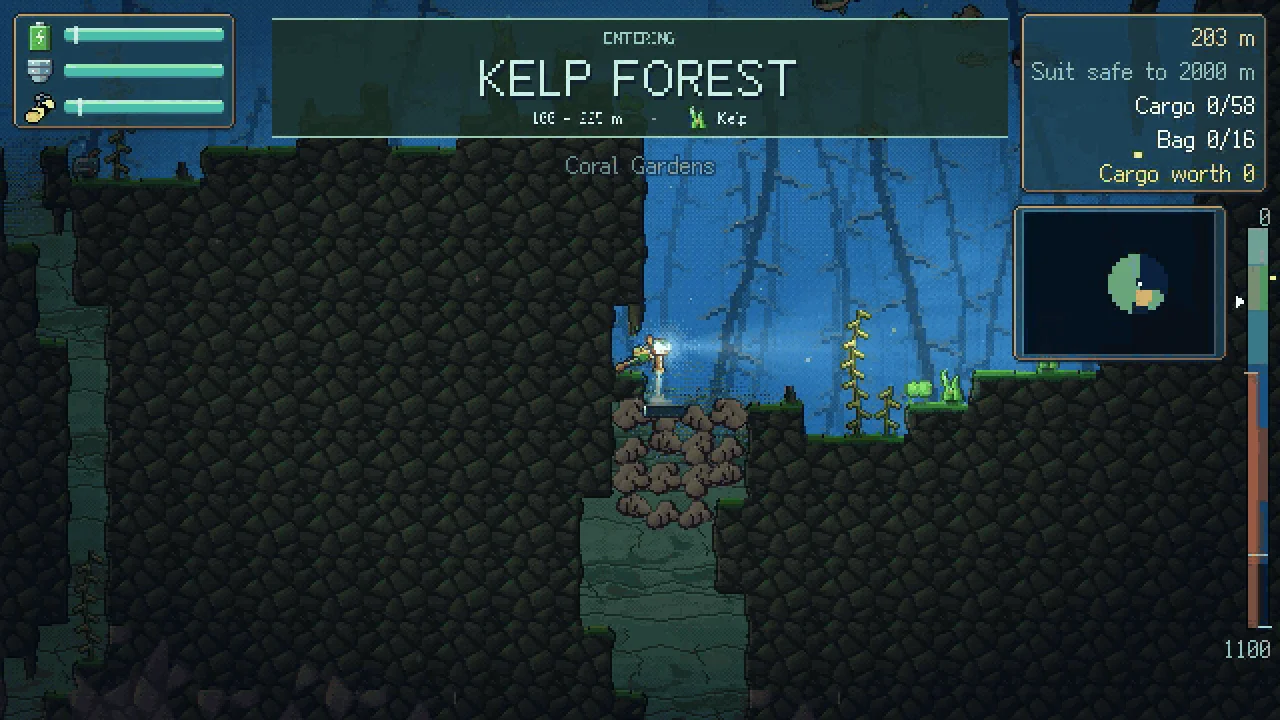 ENTERING
KELP FOREST
Kelp
Coral Gardens
203 m
Suit safe to 2000 m
Cargo 0/58
Bag 0/16
Cargo worth 0
0
1100